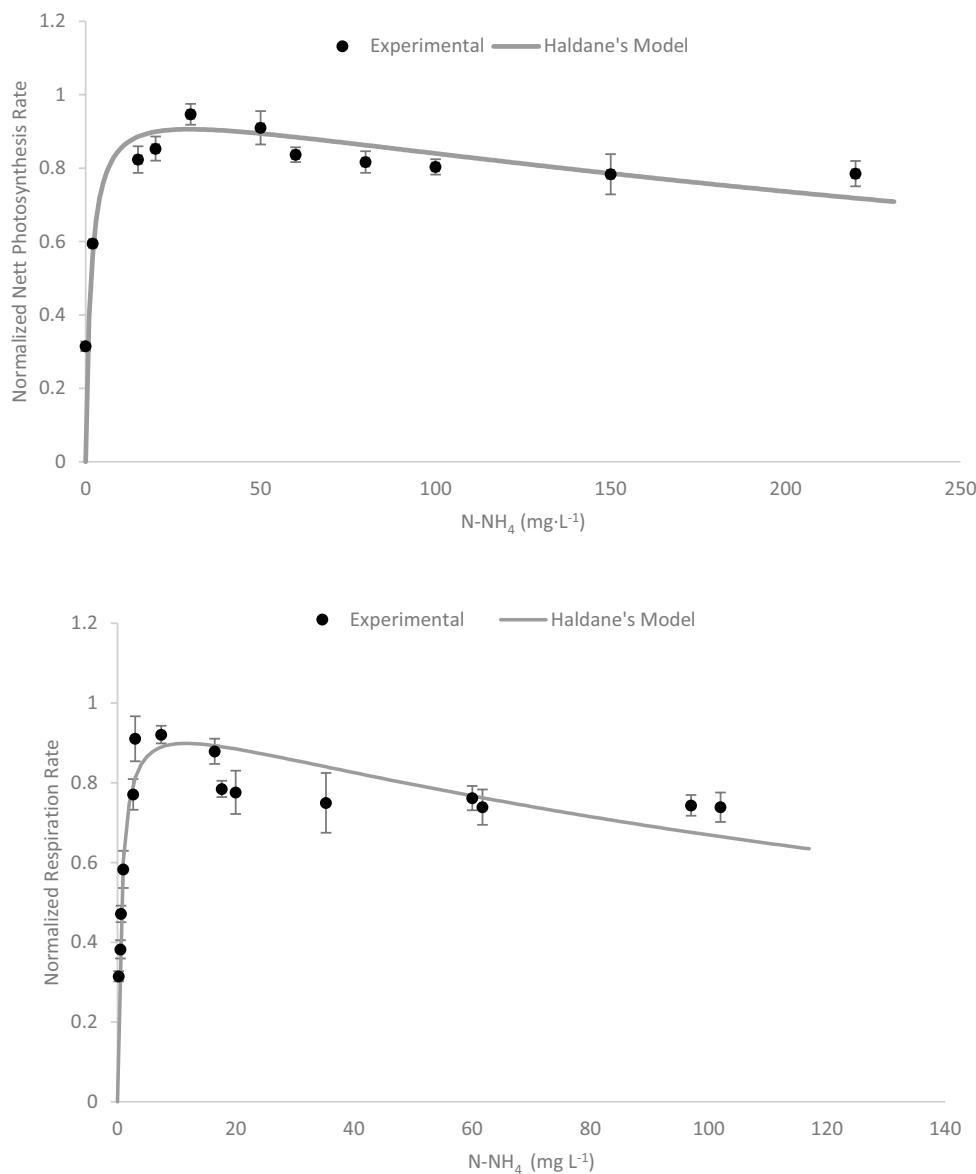 1.2
Experimental
Haldane's Model
1
0.8
0.6
0.4
0.2
0
Normalized Nett Photosynthesis Rate
0 50 100 150 200 250
N-NH₄ (mg·L⁻¹)
Experimental
Haldane's Model
1.2
1
0.8
0.6
0.4
0.2
0
Normalized Respiration Rate
0 20 40 60 80 100 120 140
N-NH₄ (mg L⁻¹)